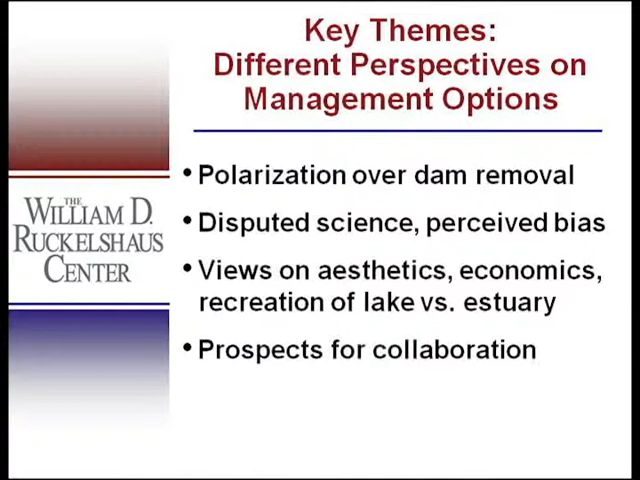 Key Themes:
Different Perspectives on
Management Options
• Polarization over dam removal
• Disputed science, perceived bias
• Views on aesthetics, economics,
recreation of lake vs. estuary
• Prospects for collaboration
THE
WILLIAM D.
RUCKELSHAUS
CENTER